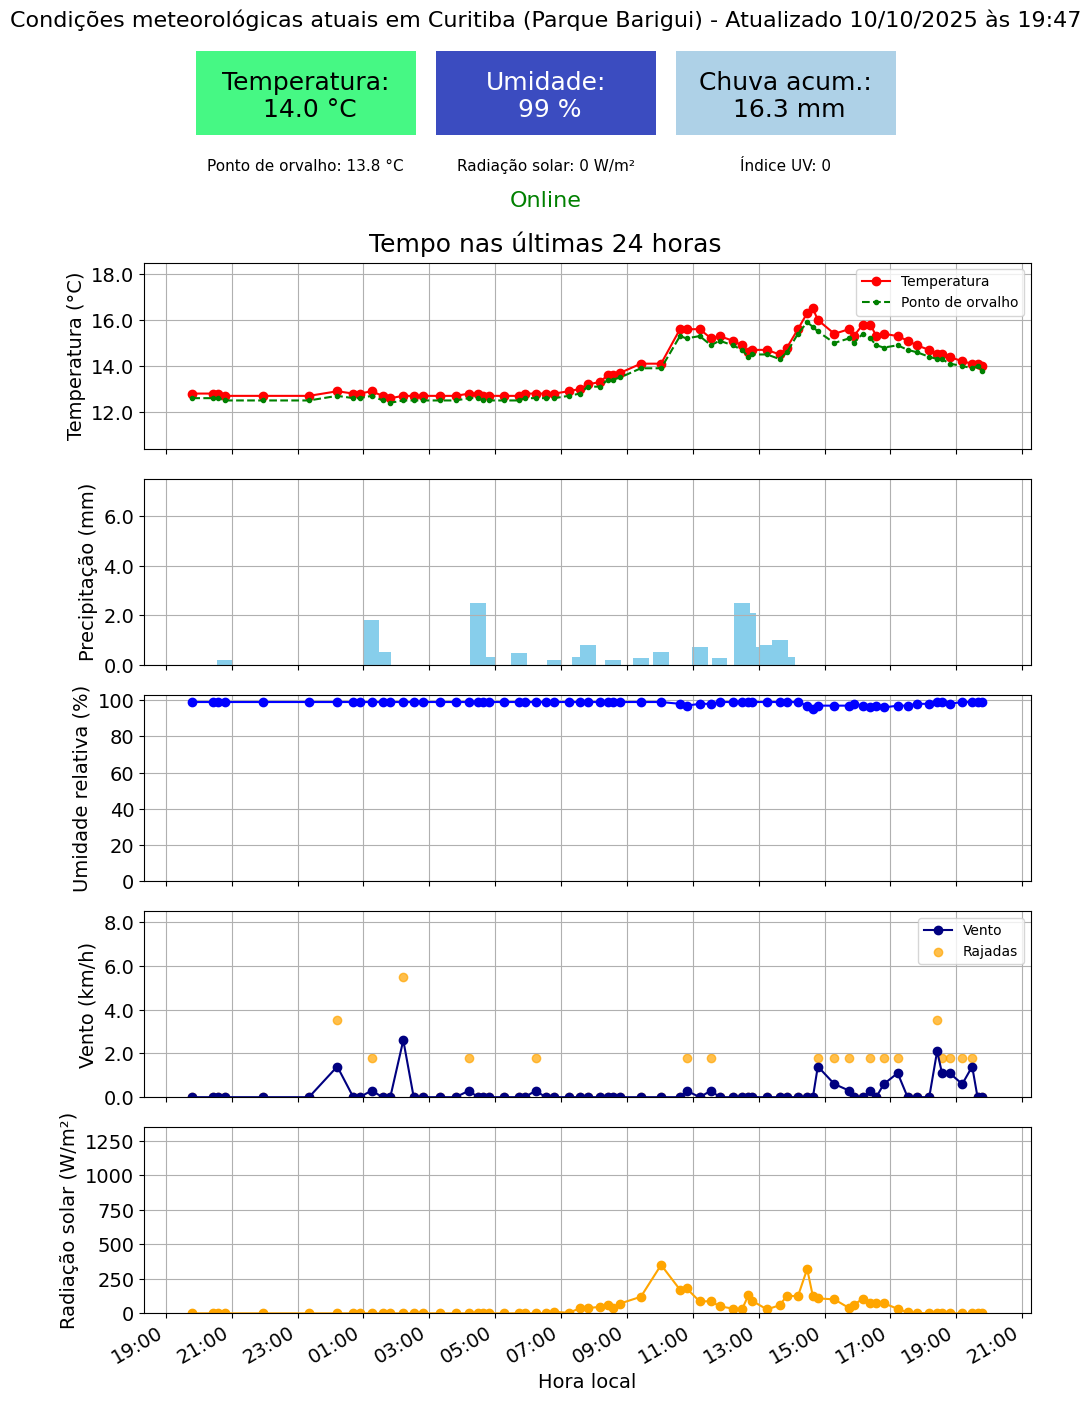 Condições meteorológicas atuais em Curitiba (Parque Barigui) - Atualizado 10/10/2025 às 19:47
Temperatura:
14.0 °C
Umidade:
99 %
Chuva acum.:
16.3 mm
Ponto de orvalho: 13.8 °C
Radiação solar: 0 W/m²
Índice UV: 0
Online
Tempo nas últimas 24 horas
Temperatura (°C)
18.0
16.0
14.0
12.0
Temperatura
Ponto de orvalho
Precipitação (mm)
6.0
4.0
2.0
0.0
Umidade relativa (%)
100
80
60
40
20
0
Vento (km/h)
8.0
6.0
4.0
2.0
0.0
Vento
Rajadas
Radiação solar (W/m²)
1250
1000
750
500
250
0
19:00
21:00
23:00
01:00
03:00
05:00
07:00
09:00
11:00
13:00
15:00
17:00
19:00
21:00
Hora local